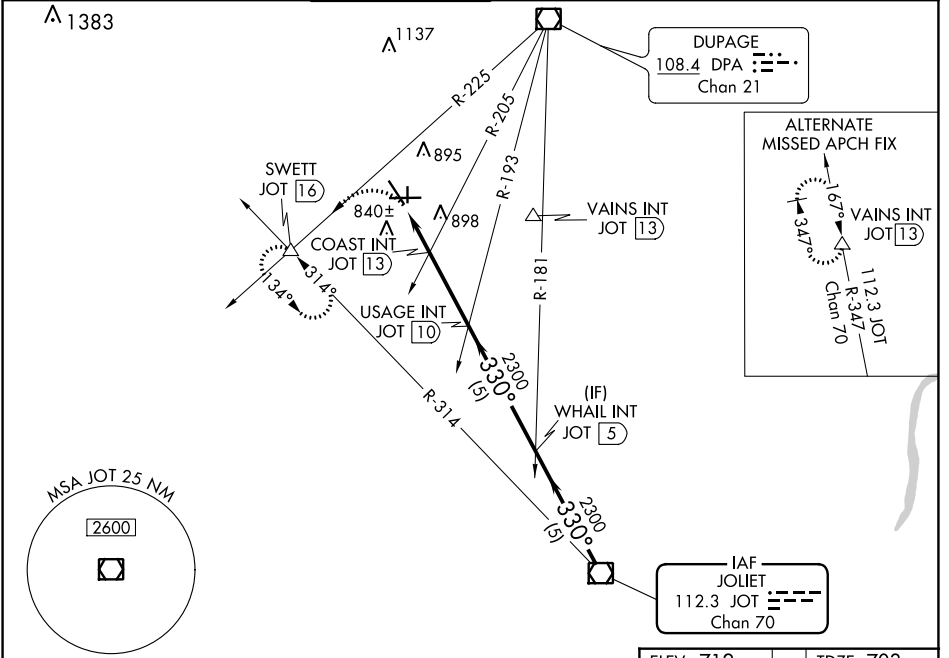 1383
1137
DUPAGE
108.4 DPA
Chan 21
R-225
R-205
R-193
R-181
895
898
840±
SWETT
JOT 16
COAST INT
JOT 13
USAGE INT
JOT 10
VAINS INT
JOT 13
ALTERNATE
MISSED APCH FIX
167°
347°
VAINS INT
JOT 13
112.3 JOT
R-347
Chan 70
134°
314°
R-314
2300
330°
(5)
(IF)
WHAIL INT
JOT 5
2300
330°
(5)
MSA JOT 25 NM
2600
IAF
JOLIET
112.3 JOT
Chan 70